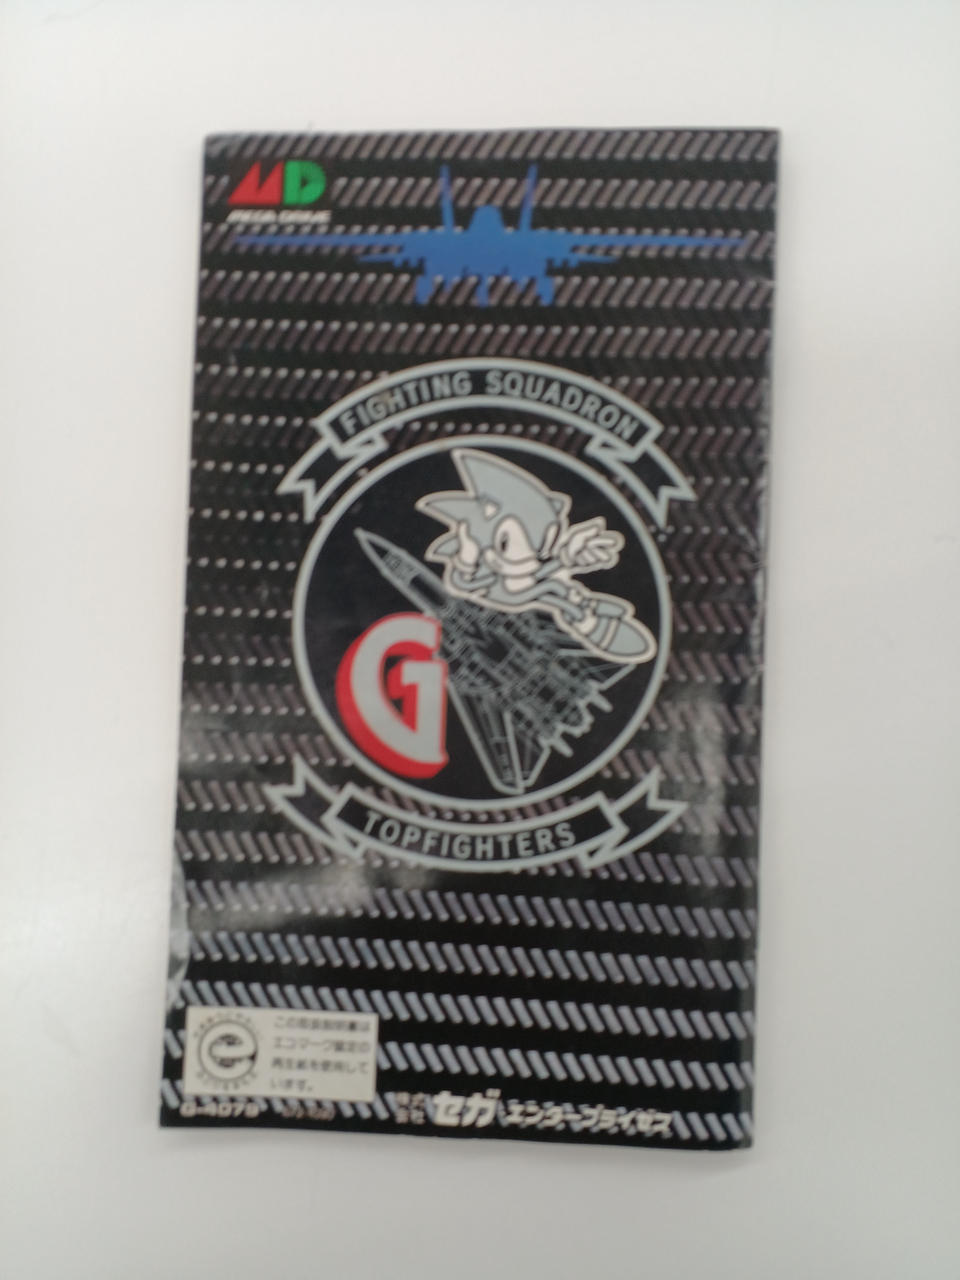 MD
MEGA DRIVE
FIGHTING SQUADRON
G
TOPFIGHTERS
e
この取扱説明書は
エコマーク認定の
再生紙を使用して
います。
G-4079
株式会社 セガ エンタープライゼス